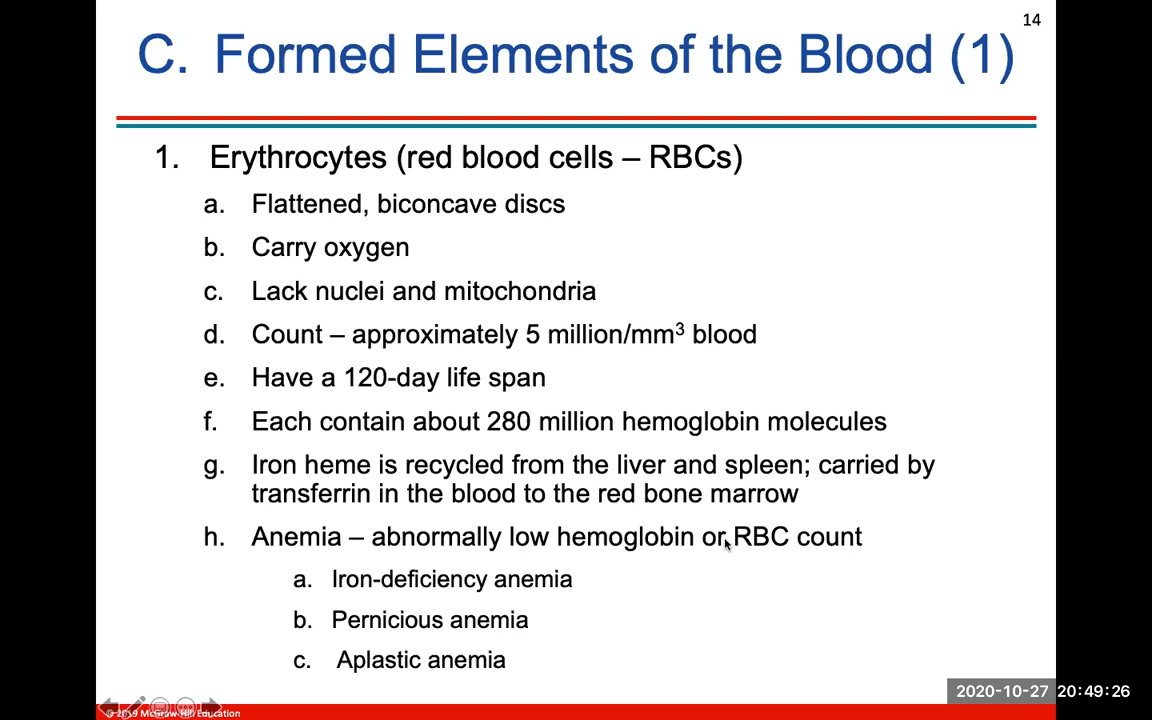 14
C. Formed Elements of the Blood (1)
1. Erythrocytes (red blood cells – RBCs)
a. Flattened, biconcave discs
b. Carry oxygen
c. Lack nuclei and mitochondria
d. Count – approximately 5 million/mm³ blood
e. Have a 120-day life span
f. Each contain about 280 million hemoglobin molecules
g. Iron heme is recycled from the liver and spleen; carried by
transferrin in the blood to the red bone marrow
h. Anemia – abnormally low hemoglobin or RBC count
a. Iron-deficiency anemia
b. Pernicious anemia
c. Aplastic anemia
2020-10-27 20:49:26
© 2019 McGraw-Hill Education